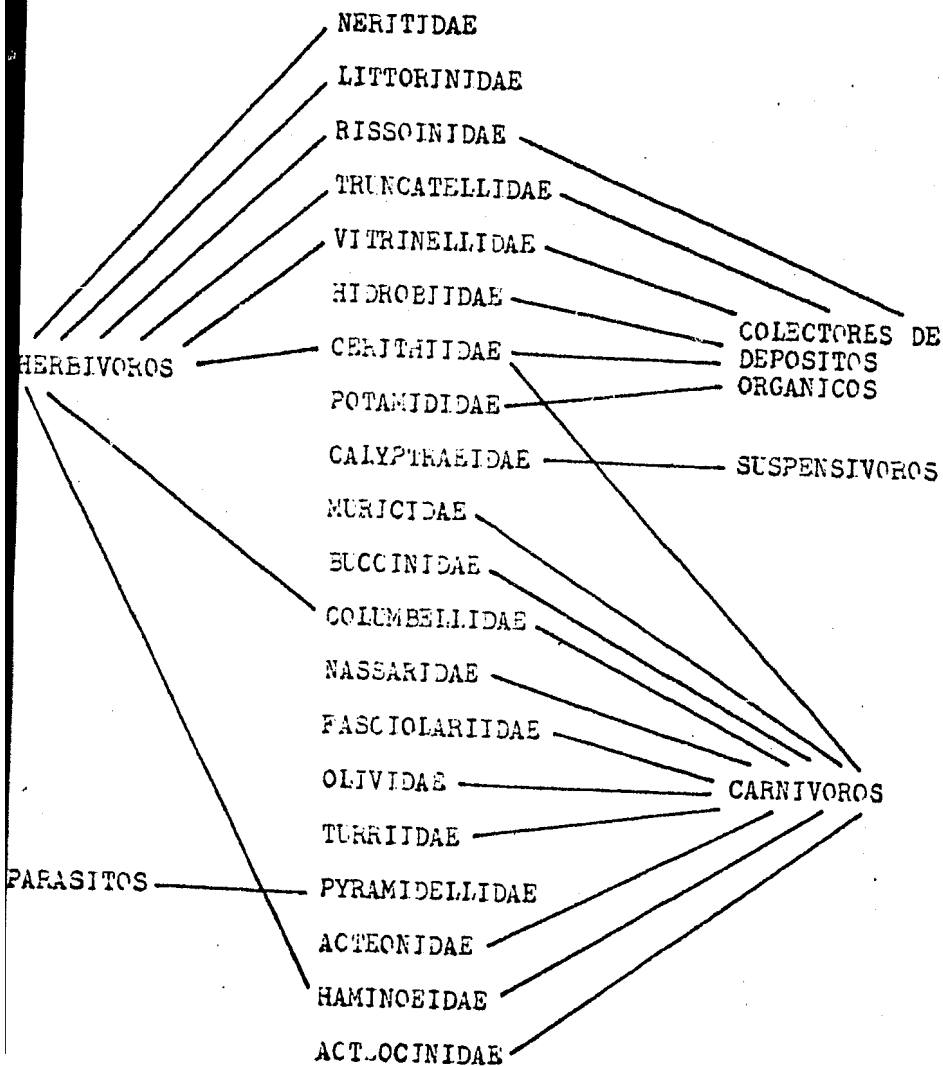 NERITIDAE
LITTORINIDAE
RISSOINIDAE
TRUNCATELLIDAE
VITRINELLIDAE
HIDROBIIDAE
COLECTORES DE
HERBIVOROS
CERITHIIDAE
DEPOSITOS
POTAMIDIDAE
ORGANICOS
CALYPTRAEIDAE
SUSPENSIVOROS
MURICIDAE
BUCCINIDAE
COLUMBELLIDAE
NASSARIDAE
FASCIOLARIIDAE
OLIVIDAE
CARNIVOROS
TURRIIDAE
PARASITOS
PYRAMIDELLIDAE
ACTEONIDAE
HAMINOEIDAE